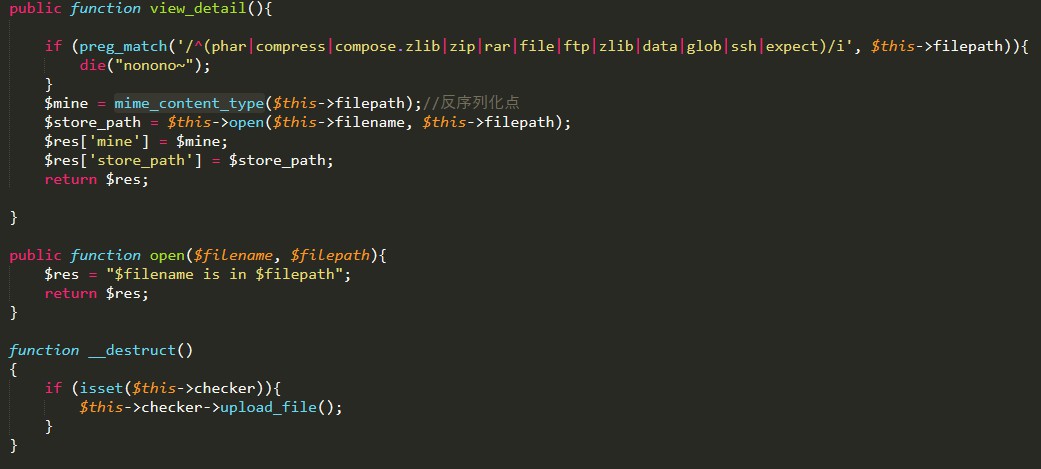 public function view_detail(){
if (preg_match('/^(phar|compress|compose.zlib|zip|rar|file|ftp|zlib|data|glob|ssh|expect)/i', $this->filepath)){
die("nonono~");
}
$mine = mime_content_type($this->filepath);//反序列化点
$store_path = $this->open($this->filename, $this->filepath);
$res['mine'] = $mine;
$res['store_path'] = $store_path;
return $res;
}
public function open($filename, $filepath){
$res = "$filename is in $filepath";
return $res;
}
function __destruct()
{
if (isset($this->checker)){
$this->checker->upload_file();
}
}